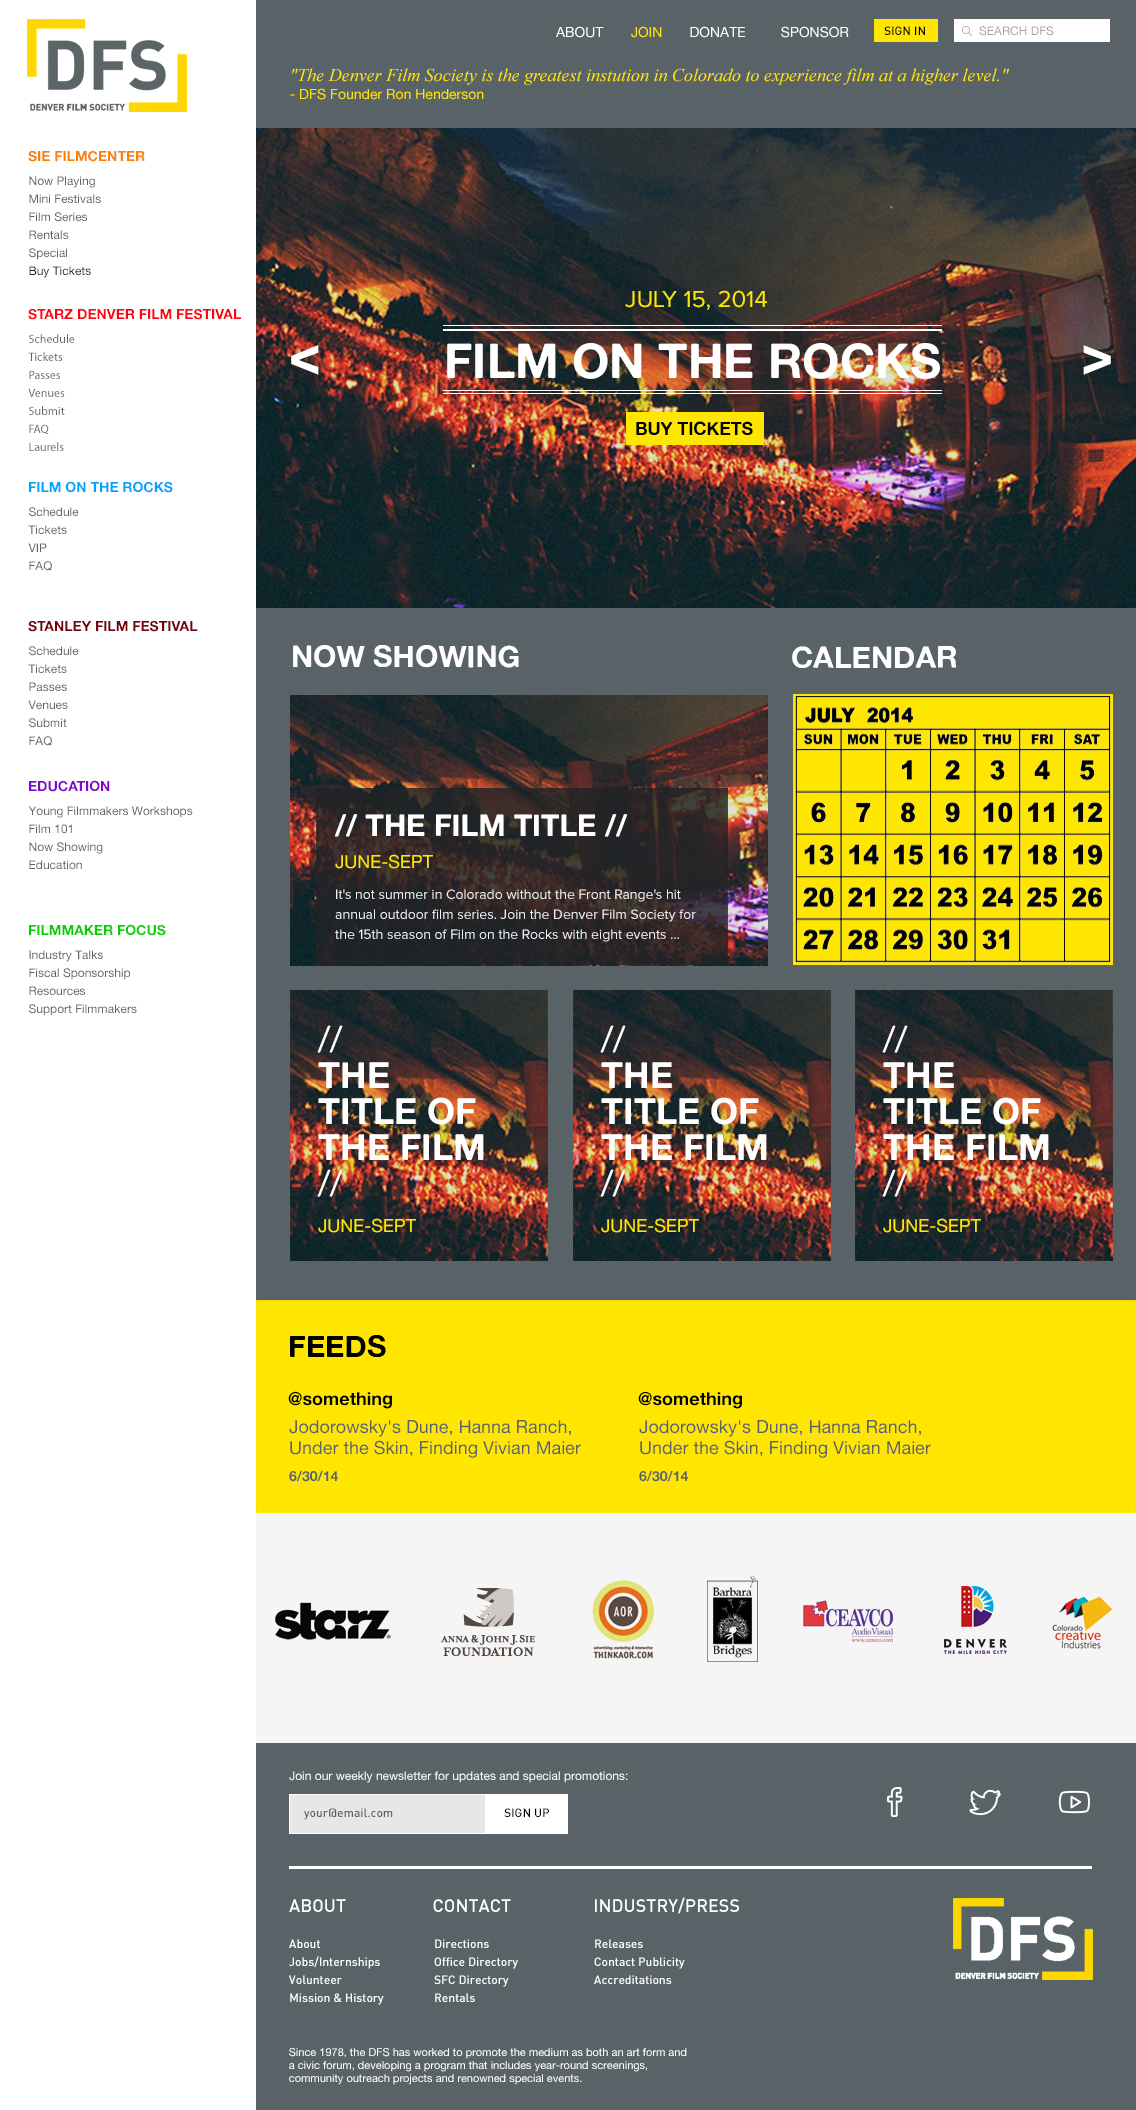 DFS
DENVER FILM SOCIETY
SIE FILMCENTER
Now Playing
Mini Festivals
Film Series
Rentals
Special
Buy Tickets
STARZ DENVER FILM FESTIVAL
Schedule
Tickets
Passes
Venues
Submit
FAQ
Laurels
FILM ON THE ROCKS
Schedule
Tickets
VIP
FAQ
STANLEY FILM FESTIVAL
Schedule
Tickets
Passes
Venues
Submit
FAQ
EDUCATION
Young Filmmakers Workshops
Film 101
Now Showing
Education
FILMMAKER FOCUS
Industry Talks
Fiscal Sponsorship
Resources
Support Filmmakers
ABOUT JOIN DONATE SPONSOR SIGN IN SEARCH DFS
"The Denver Film Society is the greatest instution in Colorado to experience film at a higher level."
- DFS Founder Ron Henderson
JULY 15, 2014
< FILM ON THE ROCKS >
BUY TICKETS
NOW SHOWING
// THE FILM TITLE //
JUNE-SEPT
It's not summer in Colorado without the Front Range's hit
annual outdoor film series. Join the Denver Film Society for
the 15th season of Film on the Rocks with eight events ...
CALENDAR
JULY 2014
SUN MON TUE WED THU FRI SAT
1 2 3 4 5
6 7 8 9 10 11 12
13 14 15 16 17 18 19
20 21 22 23 24 25 26
27 28 29 30 31
//
THE
TITLE OF
THE FILM
//
JUNE-SEPT
//
THE
TITLE OF
THE FILM
//
JUNE-SEPT
//
THE
TITLE OF
THE FILM
//
JUNE-SEPT
FEEDS
@something
Jodorowsky's Dune, Hanna Ranch,
Under the Skin, Finding Vivian Maier
6/30/14
@something
Jodorowsky's Dune, Hanna Ranch,
Under the Skin, Finding Vivian Maier
6/30/14
starz
ANNA & JOHN J. SIE
FOUNDATION
AOR
advertising, marketing & interactive
THINKAOR.COM
Barbara
Bridges
CEAVCO
Audio Visual
www.ceavco.com
DENVER
THE MILE HIGH CITY
Colorado
creative
Industries
Join our weekly newsletter for updates and special promotions:
your@email.com SIGN UP
ABOUT
About
Jobs/Internships
Volunteer
Mission & History
CONTACT
Directions
Office Directory
SFC Directory
Rentals
INDUSTRY/PRESS
Releases
Contact Publicity
Accreditations
DFS
DENVER FILM SOCIETY
Since 1978, the DFS has worked to promote the medium as both an art form and
a civic forum, developing a program that includes year-round screenings,
community outreach projects and renowned special events.